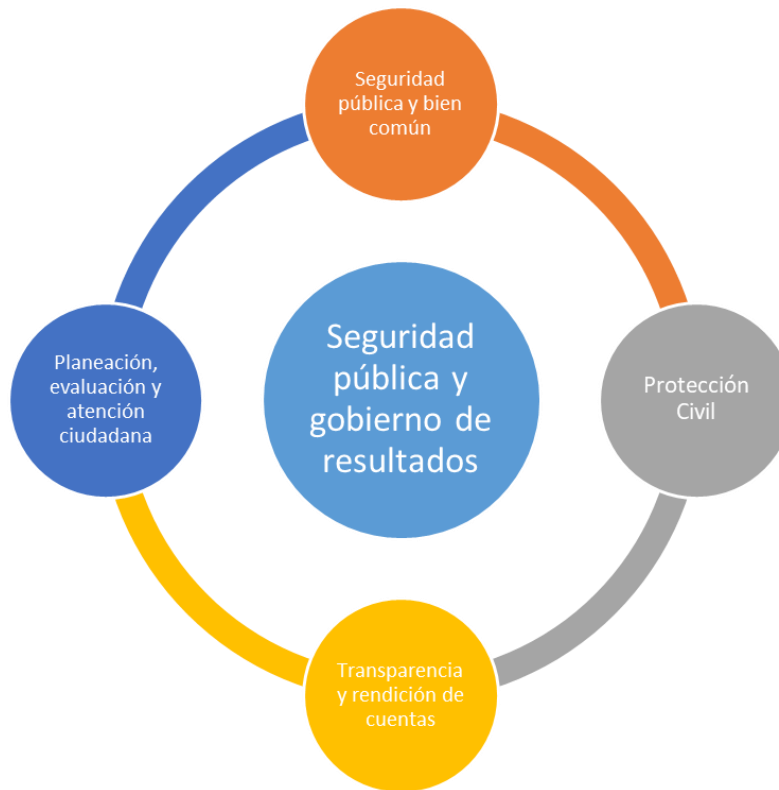 Seguridad
pública y bien
común
Planeación,
evaluación y
atención
ciudadana
Seguridad
pública y
gobierno de
resultados
Protección
Civil
Transparencia
y rendición de
cuentas